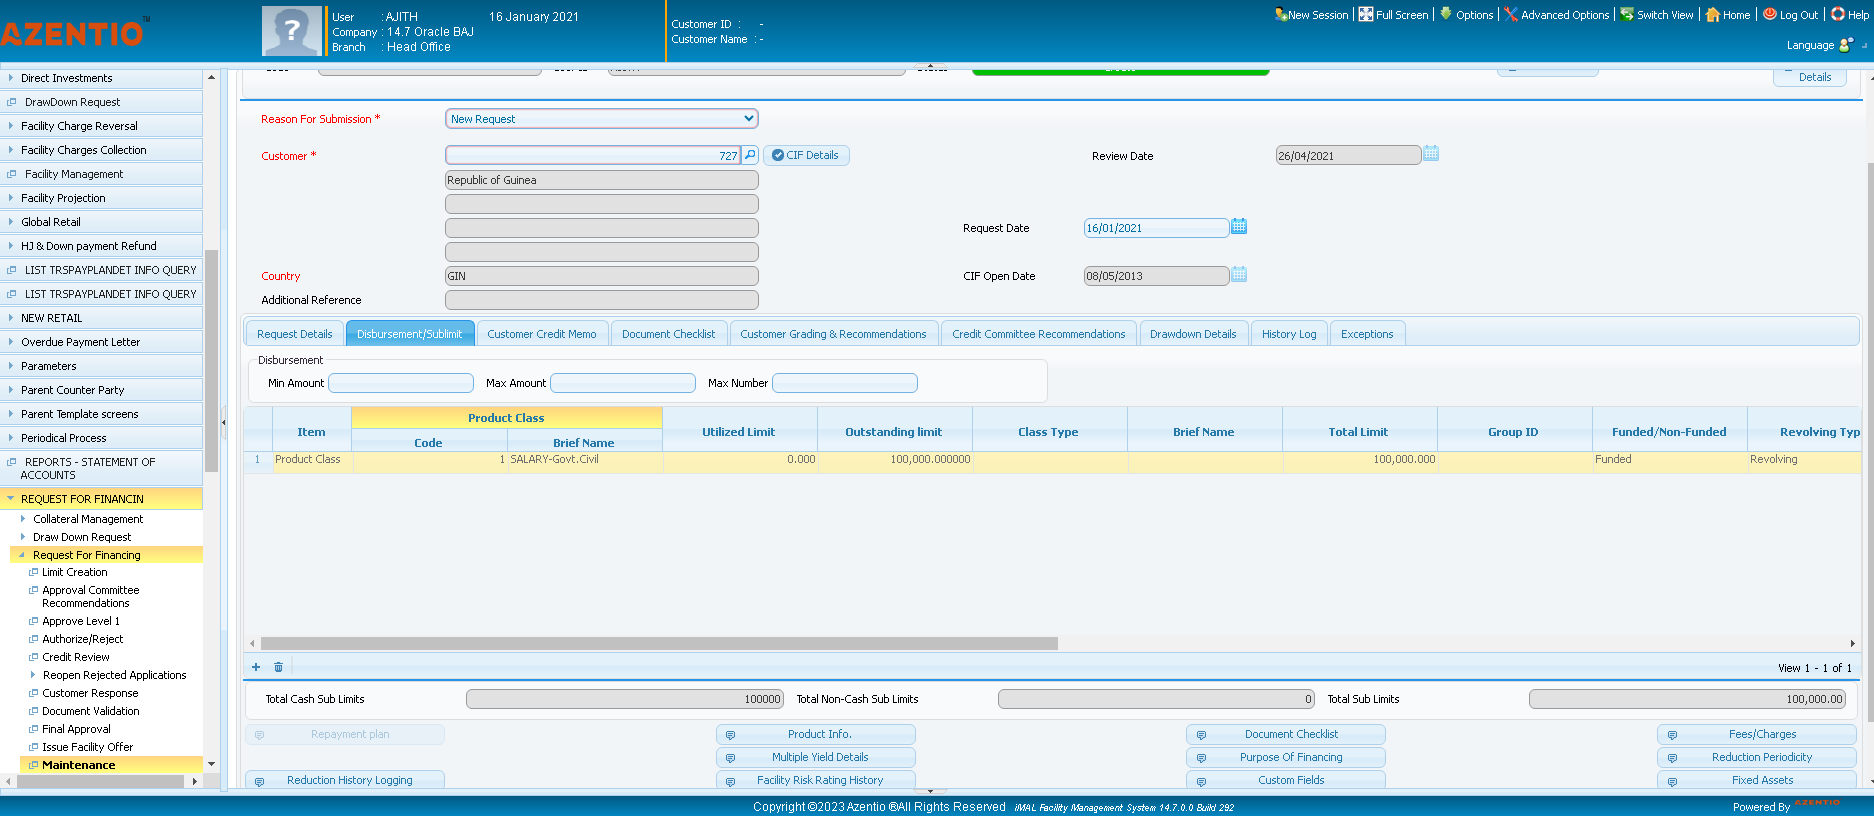 AZENTIO™
User : AJITH 16 January 2021
Company : 14.7 Oracle BAJ
Branch : Head Office
Customer ID : -
Customer Name : -
New Session Full Screen Options Advanced Options Switch View Home Log Out Help
Language
Direct Investments
DrawDown Request
Facility Charge Reversal
Facility Charges Collection
Facility Management
Facility Projection
Global Retail
HJ & Down payment Refund
LIST TRSPAYPLANDET INFO QUERY
LIST TRSPAYPLANDET INFO QUERY
NEW RETAIL
Overdue Payment Letter
Parameters
Parent Counter Party
Parent Template screens
Periodical Process
REPORTS - STATEMENT OF
ACCOUNTS
REQUEST FOR FINANCIN
Collateral Management
Draw Down Request
Request For Financing
Limit Creation
Approval Committee
Recommendations
Approve Level 1
Authorize/Reject
Credit Review
Reopen Rejected Applications
Customer Response
Document Validation
Final Approval
Issue Facility Offer
Maintenance
Details
Reason For Submission * New Request
Customer * 727 CIF Details Review Date 26/04/2021
Republic of Guinea
Request Date 16/01/2021
Country GIN CIF Open Date 08/05/2013
Additional Reference
Request Details Disbursement/Sublimit Customer Credit Memo Document Checklist Customer Grading & Recommendations Credit Committee Recommendations Drawdown Details History Log Exceptions
Disbursement
Min Amount Max Amount Max Number
Item Product Class Utilized Limit Outstanding limit Class Type Brief Name Total Limit Group ID Funded/Non-Funded Revolving Typ
Code Brief Name
1 Product Class 1 SALARY-Govt.Civil 0.000 100,000.000000 100,000.000 Funded Revolving
View 1 - 1 of 1
Total Cash Sub Limits 100000 Total Non-Cash Sub Limits 0 Total Sub Limits 100,000.00
Repayment plan Product Info. Document Checklist Fees/Charges
Multiple Yield Details Purpose Of Financing Reduction Periodicity
Reduction History Logging Facility Risk Rating History Custom Fields Fixed Assets
Copyright ©2023 Azentio ®All Rights Reserved iMAL Facility Management System 14.7.0.0 Build 292
Powered By AZENTIO